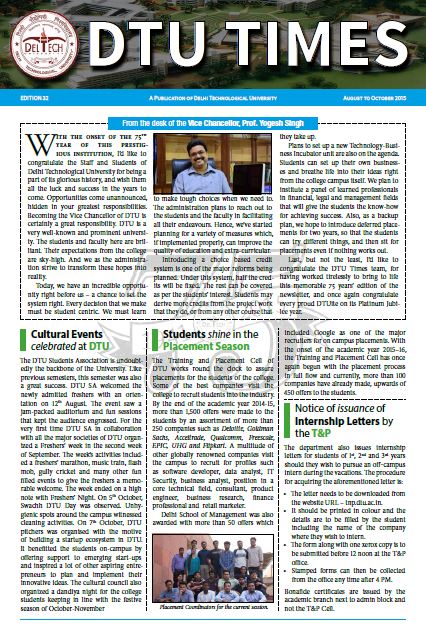 DTU TIMES
EDITION 32
A PUBLICATION OF DELHI TECHNOLOGICAL UNIVERSITY
AUGUST TO OCTOBER 2015
From the desk of the Vice Chancellor, Prof. Yogesh Singh
WITH THE ONSET OF THE 75TH
YEAR OF THIS PRESTIG-
IOUS INSTITUTION, I'd like to
congratulate the Staff and Students of
Delhi Technological University for being a
part of its glorious history, and wish them
all the luck and success in the years to
come. Opportunities come unannounced,
hidden in your greatest responsibilities.
Becoming the Vice Chancellor of DTU is
certainly a great responsibility. DTU is a
very well-known and prominent universi-
ty. The students and faculty here are bril-
liant. Their expectations from the college
are sky-high. And we as the administra-
tion strive to transform these hopes into
reality.
Today, we have an incredible opportu-
nity right before us – a chance to set the
system right. Every decision that we make
must be student centric. We must learn
to make tough choices when we need to.
The administration plans to reach out to
the students and the faculty in facilitating
all their endeavours. Hence, we've started
planning for a variety of measures which,
if implemented properly, can improve the
quality of education and extra-curricular.
Introducing a choice based credit
system is one of the major reforms being
planned. Under this system, half the cred-
its will be fixed. The rest can be covered
as per the students' interest. Students may
derive more credits from the project work
that they do, or from any other course that
they take up.
Plans to set up a new Technology-Busi-
ness Incubator unit are also on the agenda.
Students can set up their own business-
es and breathe life into their ideas right
from the college campus itself. We plan to
institute a panel of learned professionals
in financial, legal and management fields
that will give the students the know-how
for achieving success. Also, as a backup
plan, we hope to introduce deferred place-
ments for two years, so that the students
can try different things, and then sit for
placements even if nothing works out.
Lastly, but not the least, I'd like to
congratulate the DTU Times team, for
having worked tirelessly to bring to life
this memorable 75 years' edition of the
newsletter, and once again congratulate
every proud DTUite on its Platinum Jubi-
lee year.
Cultural Events
celebrated at DTU
The DTU Students Association is undoubt-
edly the backbone of the University. Like
previous semesters, this semester was also
a great success. DTU SA welcomed the
newly admitted freshers with an orien-
tation on 12th August. The event saw a
jam-packed auditorium and fun sessions
that kept the audience engrossed. For the
very first time DTU SA in collaboration
with all the major societies of DTU organ-
ized a Freshers' Week in the second week
of September. The week's activities includ-
ed a freshers' marathon, music train, flash
mob, gully cricket and many other fun
filled events to give the freshers a memo-
rable welcome. The week ended on a high
note with Freshers' Night. On 5th October,
Swachh DTU Day was observed. Unhy-
gienic spots around the campus witnessed
cleaning activities. On 7th October, DTU
pitchers was organised with the motive
of building a startup ecosystem in DTU.
It benefitted the students on-campus by
offering support to emerging start-ups
and inspired a lot of other aspiring entre-
preneurs to plan and implement their
innovative ideas. The cultural council also
organized a dandiya night for the college
students keeping in line with the festive
season of October-November
Students shine in the
Placement Season
The Training and Placement Cell of
DTU works round the clock to assure
placements for the students of the college.
Some of the best companies visit the
college to recruit students into the industry.
By the end of the academic year 2014-15,
more than 1,500 offers were made to the
students by an assortment of more than
250 companies such as Deloitte, Goldman
Sachs, Accelirade, Qualcomm, Freescale,
EPIC, UHG and Flipkart. A multitude of
other globally renowned companies visit
the campus to recruit for profiles such
as software developer, data analyst, IT
Security, business analyst, position in a
core technical field, consultant, product
engineer, business research, finance
professional and retail marketer.
Delhi School of Management was also
awarded with more than 50 offers which
Placement Coordinators for the current session.
included Google as one of the major
recruiters for on campus placements. With
the onset of the academic year 2015-16,
the Training and Placement Cell has once
again begun with the placement process
in full flow and currently, more than 100
companies have already made, upwards of
450 offers to the students.
Notice of issuance of
Internship Letters by
the T&P
The department also issues internship
letters for students of 1st, 2nd and 3rd years
should they wish to pursue an off-campus
intern during the vacations. The procedure
for acquiring the aforementioned letter is:
• The letter needs to be downloaded
from the website URL – tnp.dtu.ac.in.
• It should be printed in colour and the
details are to be filled by the student
including the name of the company
where they wish to intern.
• The form along with one xerox copy is to
be submitted before 12 noon at the T&P
office.
• Stamped forms can then be collected
from the office any time after 4 PM.
Bonafide certificates are issued by the
academic branch next to admin block and
not the T&P Cell.